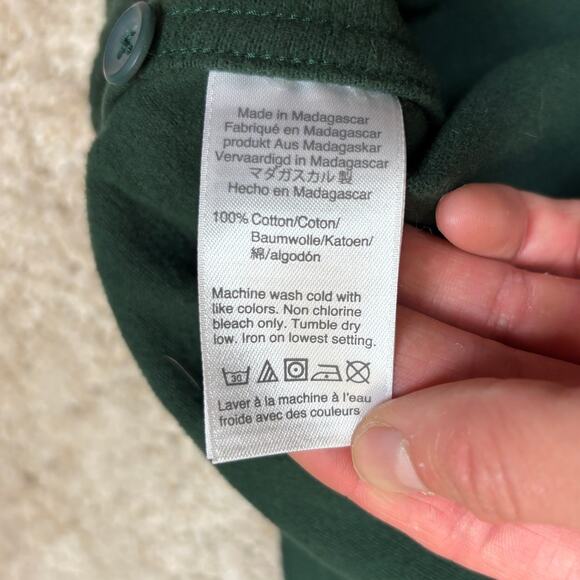 Made in Madagascar
Fabriqué en Madagascar
produkt Aus Madagaskar
Vervaardigd in Madagascar
マダガスカル製
Hecho en Madagascar
100% Cotton/Coton/
Baumwolle/Katoen/
綿/algodón
Machine wash cold with
like colors. Non chlorine
bleach only. Tumble dry
low. Iron on lowest setting.
30
Laver à la machine à l'eau
froide avec des couleurs